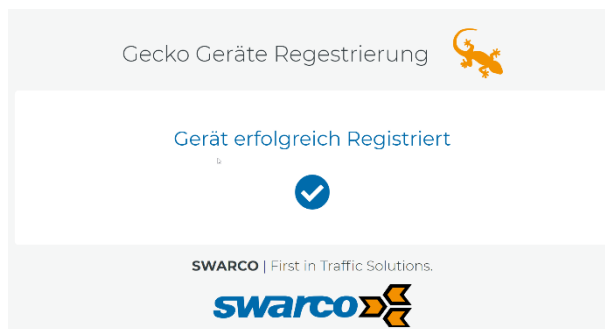 Gecko Geräte Regestrierung
Gerät erfolgreich Registriert
SWARCO | First in Traffic Solutions.
swarco